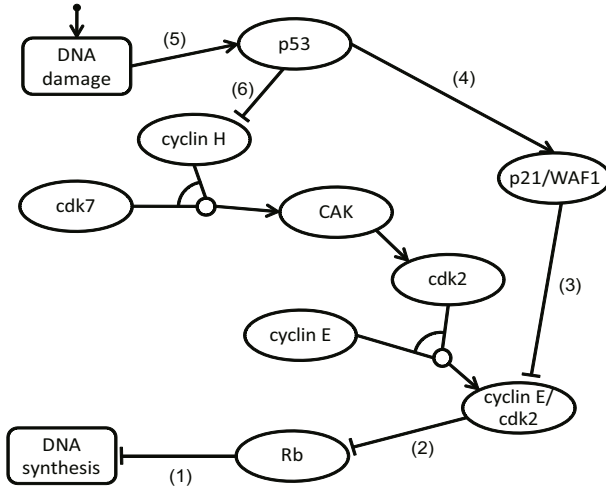 DNA
damage
(5)
p53
(6)
(4)
cyclin H
p21/WAF1
cdk7
CAK
cdk2
(3)
cyclin E
cyclin E/
cdk2
DNA
synthesis
(1)
Rb
(2)